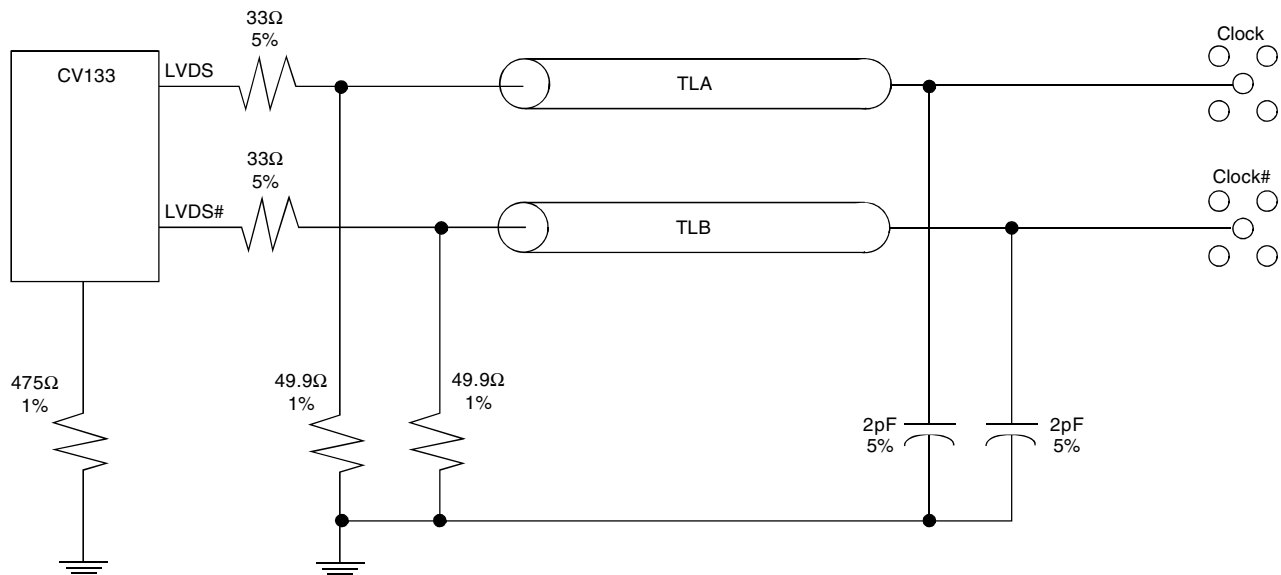 33Ω
5%
Clock
CV133
LVDS
TLA
33Ω
5%
Clock#
LVDS#
TLB
475Ω
1%
49.9Ω
1%
49.9Ω
1%
2pF
5%
2pF
5%